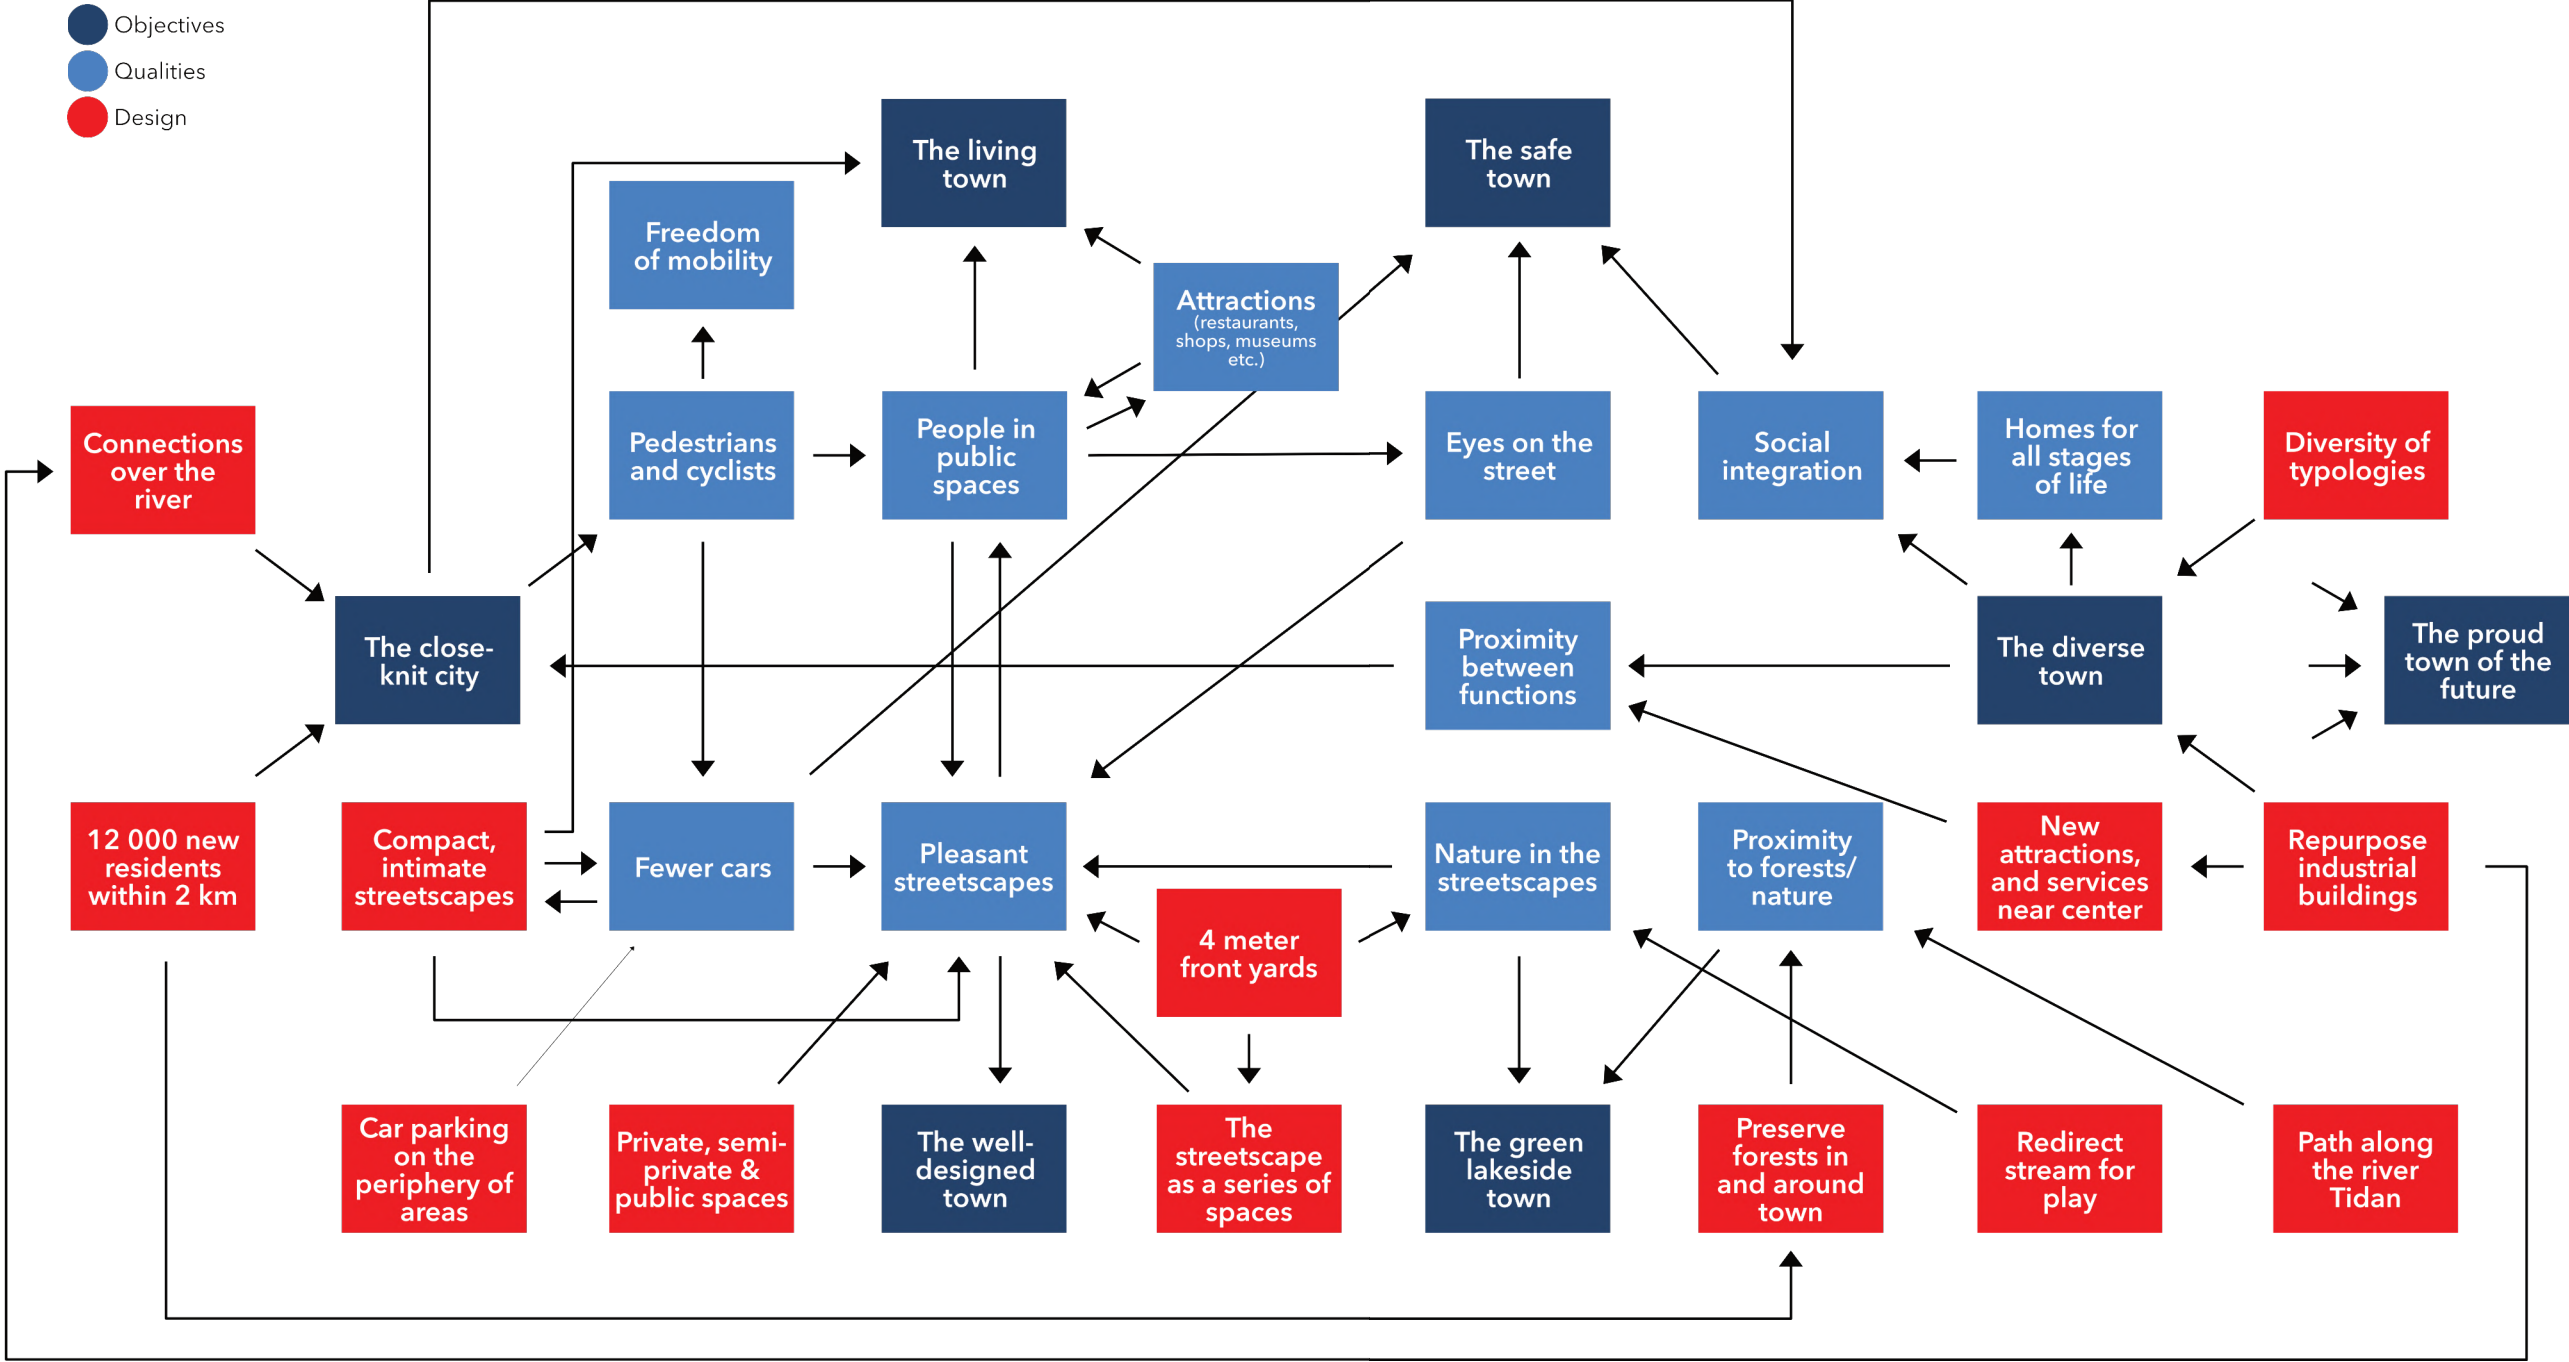 Objectives
Qualities
Design
The living
town
The safe
town
Freedom
of mobility
Attractions
(restaurants,
shops, museums
etc.)
Connections
over the
river
Pedestrians
and cyclists
People in
public
spaces
Eyes on the
street
Social
integration
Homes for
all stages
of life
Diversity of
typologies
The close-
knit city
Proximity
between
functions
The diverse
town
The proud
town of the
future
12 000 new
residents
within 2 km
Compact,
intimate
streetscapes
Fewer cars
Pleasant
streetscapes
4 meter
front yards
Nature in the
streetscapes
Proximity
to forests/
nature
New
attractions,
and services
near center
Repurpose
industrial
buildings
Car parking
on the
periphery of
areas
Private, semi-
private &
public spaces
The well-
designed
town
The
streetscape
as a series of
spaces
The green
lakeside
town
Preserve
forests in
and around
town
Redirect
stream for
play
Path along
the river
Tidan